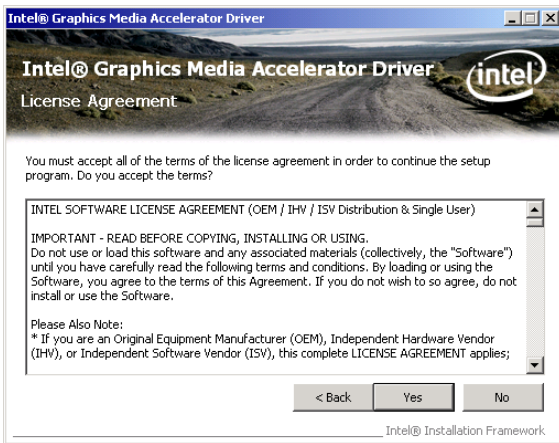 Intel® Graphics Media Accelerator Driver
Intel® Graphics Media Accelerator Driver
intel
License Agreement
You must accept all of the terms of the license agreement in order to continue the setup
program. Do you accept the terms?
INTEL SOFTWARE LICENSE AGREEMENT (OEM / IHV / ISV Distribution & Single User)
IMPORTANT - READ BEFORE COPYING, INSTALLING OR USING.
Do not use or load this software and any associated materials (collectively, the "Software")
until you have carefully read the following terms and conditions. By loading or using the
Software, you agree to the terms of this Agreement. If you do not wish to so agree, do not
install or use the Software.
Please Also Note:
* If you are an Original Equipment Manufacturer (OEM), Independent Hardware Vendor
(IHV), or Independent Software Vendor (ISV), this complete LICENSE AGREEMENT applies;
< Back Yes No
Intel® Installation Framework